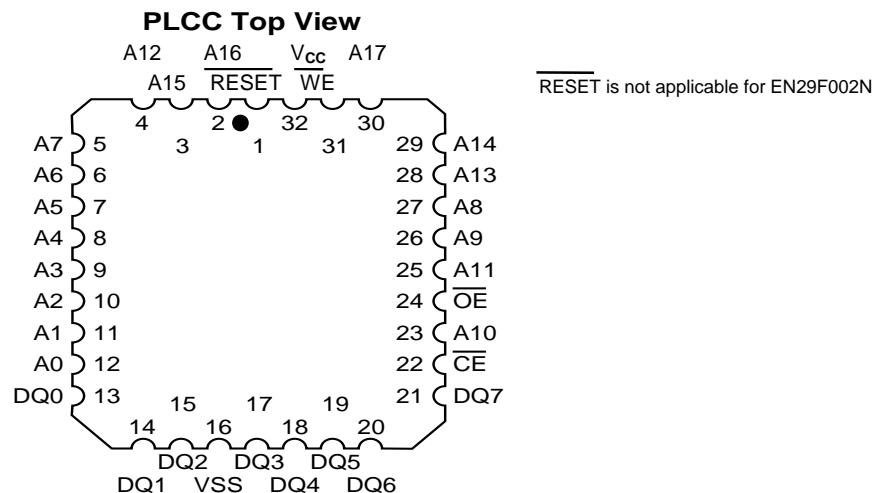 PLCC Top View
A12 A16 Vcc A17
A15 RESET WE
RESET is not applicable for EN29F002N
4 2 32 30
3 1 31
A7 5 29 A14
A6 6 28 A13
A5 7 27 A8
A4 8 26 A9
A3 9 25 A11
A2 10 24 OE
A1 11 23 A10
A0 12 22 CE
DQ0 13 21 DQ7
15 17 19
14 16 18 20
DQ2 DQ3 DQ5
DQ1 VSS DQ4 DQ6